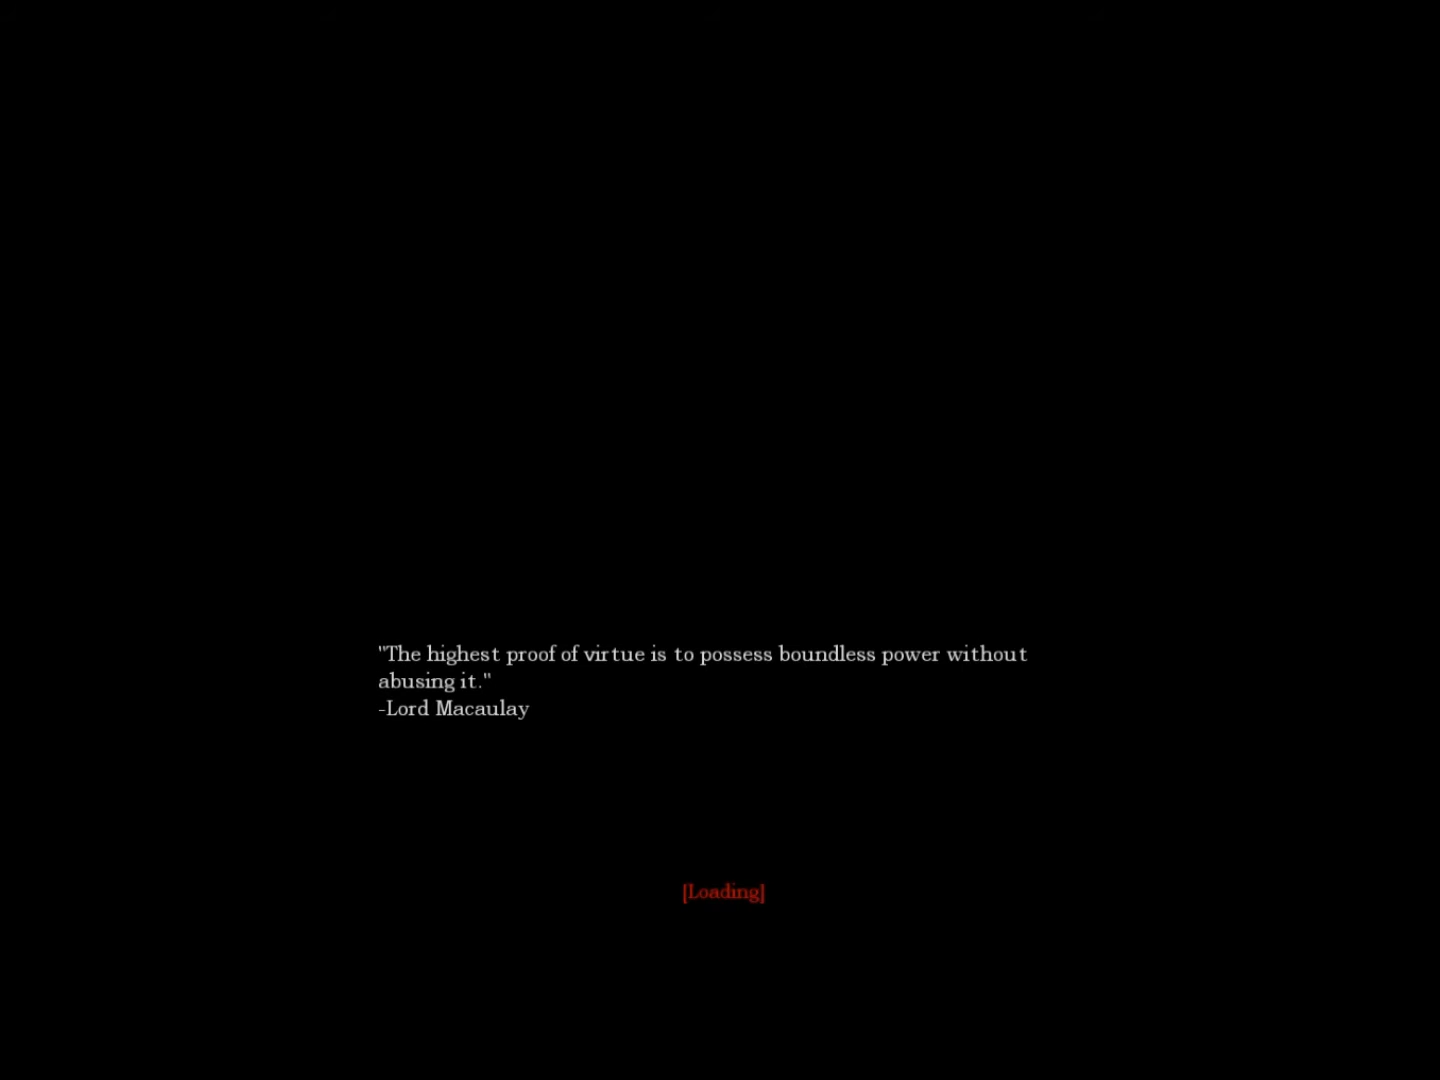 "The highest proof of virtue is to possess boundless power without
abusing it."
-Lord Macaulay
[Loading]